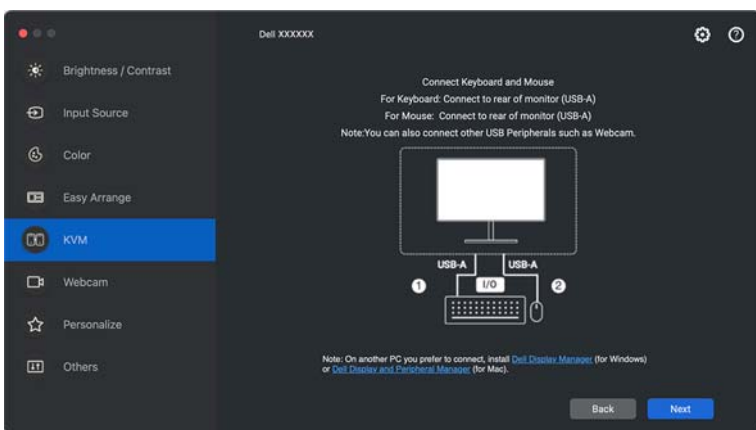 Dell XXXXXX
Brightness / Contrast
Input Source
Color
Easy Arrange
KVM
Webcam
Personalize
Others
Connect Keyboard and Mouse
For Keyboard: Connect to rear of monitor (USB-A)
For Mouse: Connect to rear of monitor (USB-A)
Note:You can also connect other USB Peripherals such as Webcam.
USB-A USB-A
1 I/O 2
Note: On another PC you prefer to connect, install Dell Display Manager (for Windows)
or Dell Display and Peripheral Manager (for Mac).
Back Next